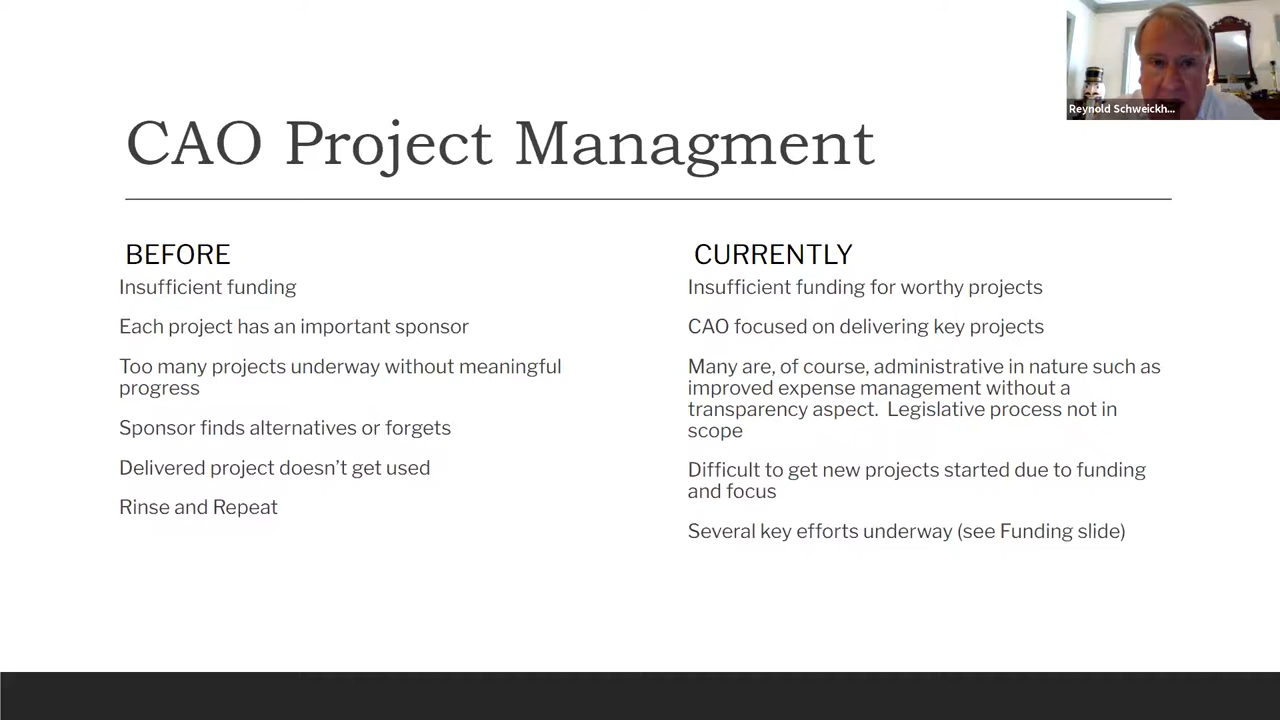 Reynold Schweickh...
CAO Project Managment
BEFORE
Insufficient funding
Each project has an important sponsor
Too many projects underway without meaningful
progress
Sponsor finds alternatives or forgets
Delivered project doesn’t get used
Rinse and Repeat
CURRENTLY
Insufficient funding for worthy projects
CAO focused on delivering key projects
Many are, of course, administrative in nature such as
improved expense management without a
transparency aspect.  Legislative process not in
scope
Difficult to get new projects started due to funding
and focus
Several key efforts underway (see Funding slide)